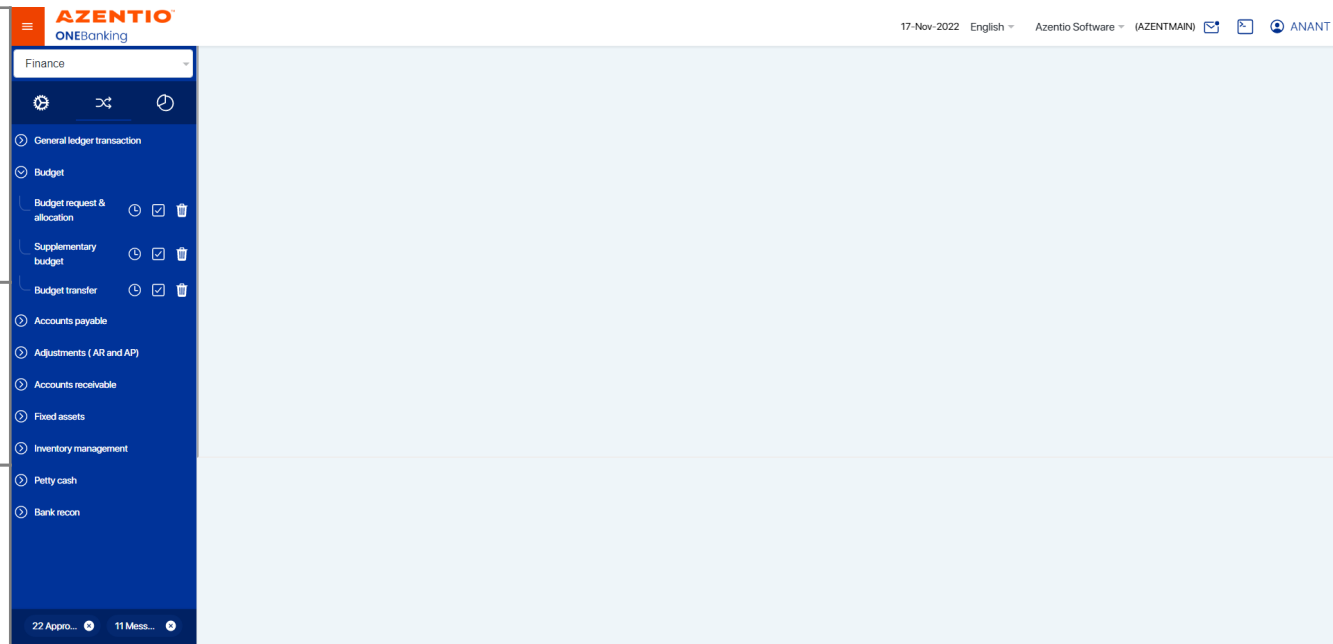 AZENTIO
ONEBanking
17-Nov-2022 English Azentio Software (AZENTMAIN) ANANT
Finance
General ledger transaction
Budget
Budget request &
allocation
Supplementary
budget
Budget transfer
Accounts payable
Adjustments ( AR and AP)
Accounts receivable
Fixed assets
Inventory management
Petty cash
Bank recon
22 Appro... 11 Mess...